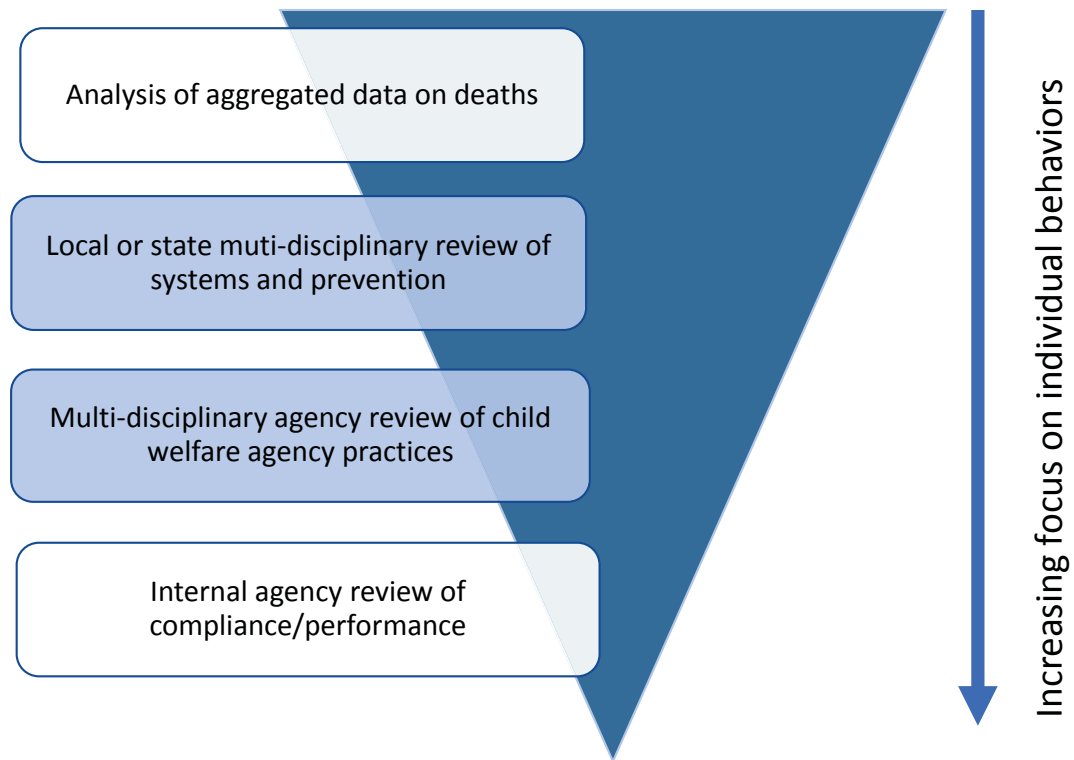 Analysis of aggregated data on deaths
Local or state muti-disciplinary review of
systems and prevention
Multi-disciplinary agency review of child
welfare agency practices
Internal agency review of
compliance/performance
Increasing focus on individual behaviors